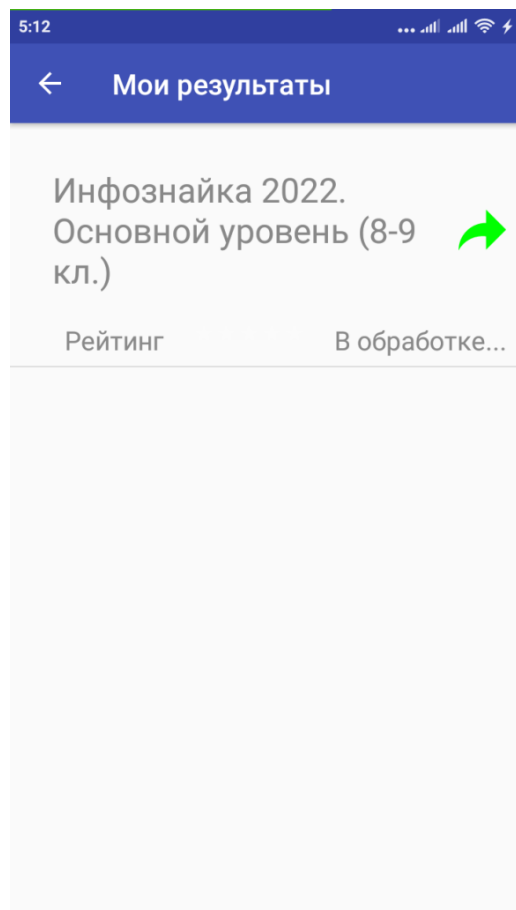 5:12
Мои результаты
Инфознайка 2022.
Основной уровень (8-9
кл.)
Рейтинг В обработке...